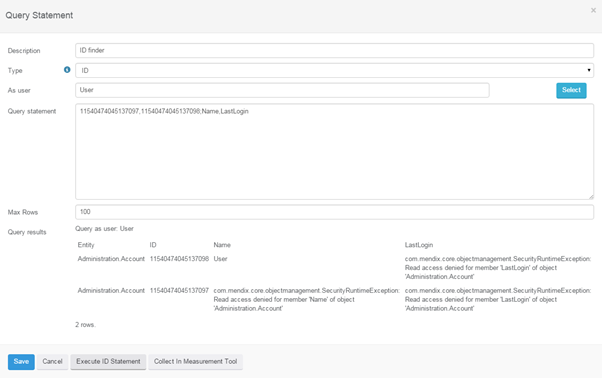 Query Statement
×
Description
ID finder
Type
ID
As user
User
Select
Query statement
11540474045137097,11540474045137098;Name,LastLogin
Max Rows
100
Query results
Query as user: User
Entity ID Name LastLogin
Administration.Account 11540474045137098 User com.mendix.core.objectmanagement.SecurityRuntimeException:
Read access denied for member 'LastLogin' of object
'Administration.Account'
Administration.Account 11540474045137097 com.mendix.core.objectmanagement.SecurityRuntimeException: com.mendix.core.objectmanagement.SecurityRuntimeException:
Read access denied for member 'Name' of object Read access denied for member 'LastLogin' of object
'Administration.Account' 'Administration.Account'
2 rows.
Save Cancel Execute ID Statement Collect In Measurement Tool